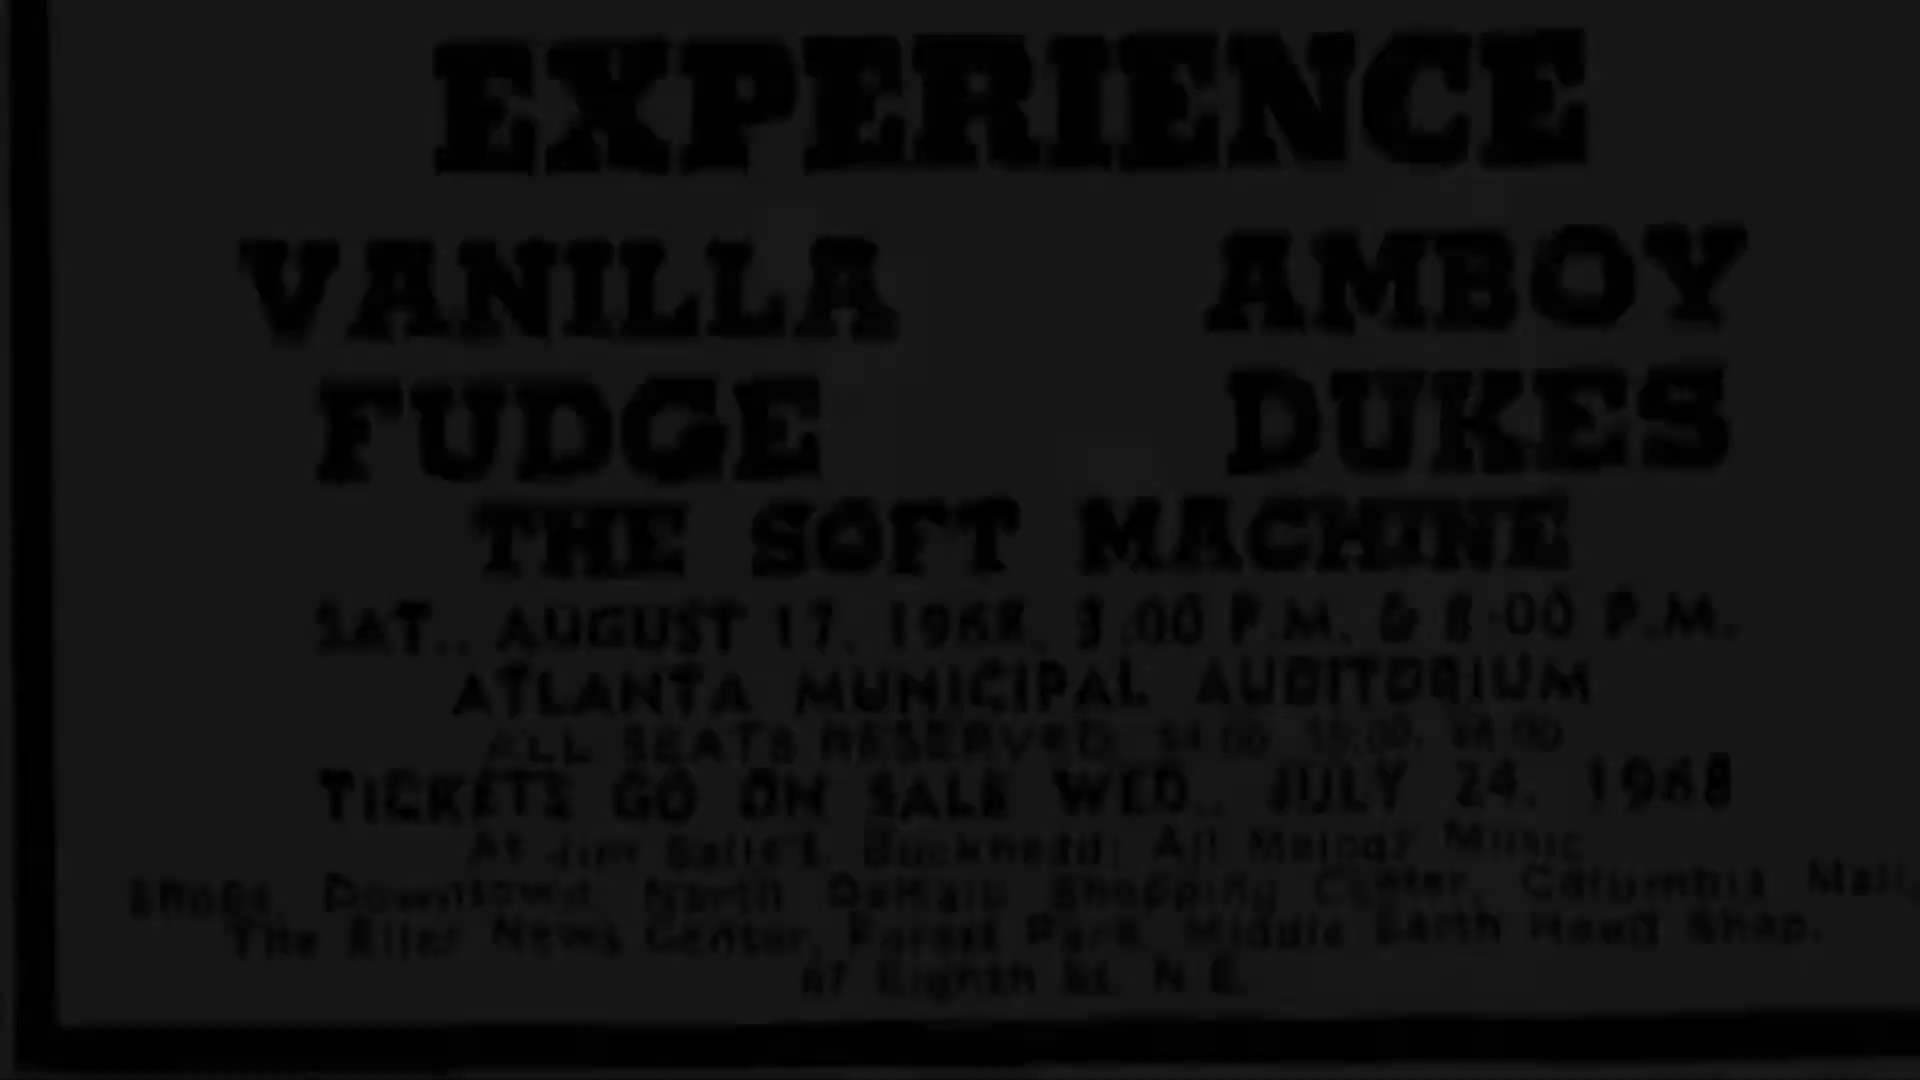 EXPERIENCE
VANILLA FUDGE
AMBOY DUKES
THE SOFT MACHINE
SAT., AUGUST 17, 1968, 3:00 P.M. & 8:00 P.M.
ATLANTA MUNICIPAL AUDITORIUM
ALL SEATS RESERVED
TICKETS GO ON SALE WED., JULY 24, 1968
At Jim Buckhead; All Melody Music
Shops, Downtown, North DeKalb Shopping Center, Columbia Mall,
The News Center, Forest Park, Middle Earth Head Shop,
67 Eighth St. N.E.